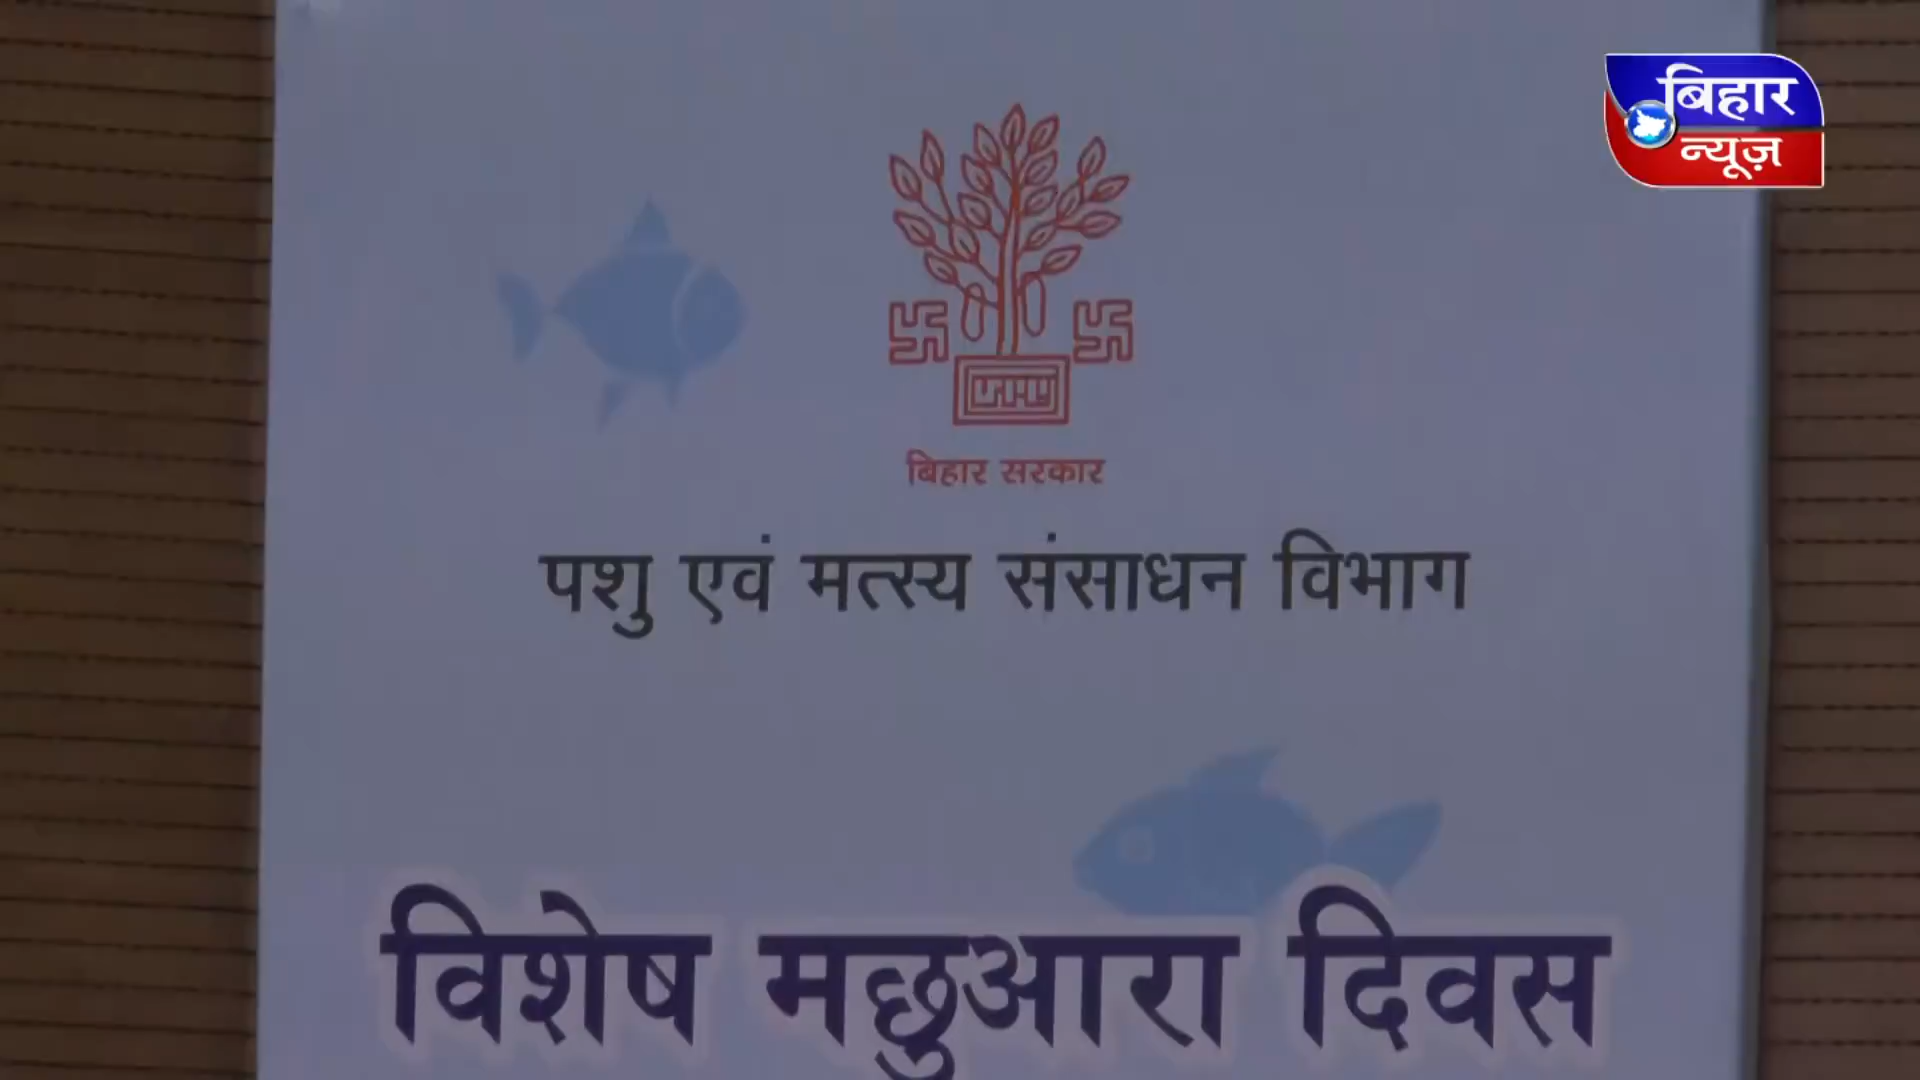 बिहार
न्यूज़
बिहार सरकार
पशु एवं मत्स्य संसाधन विभाग
विशेष मछुआरा दिवस